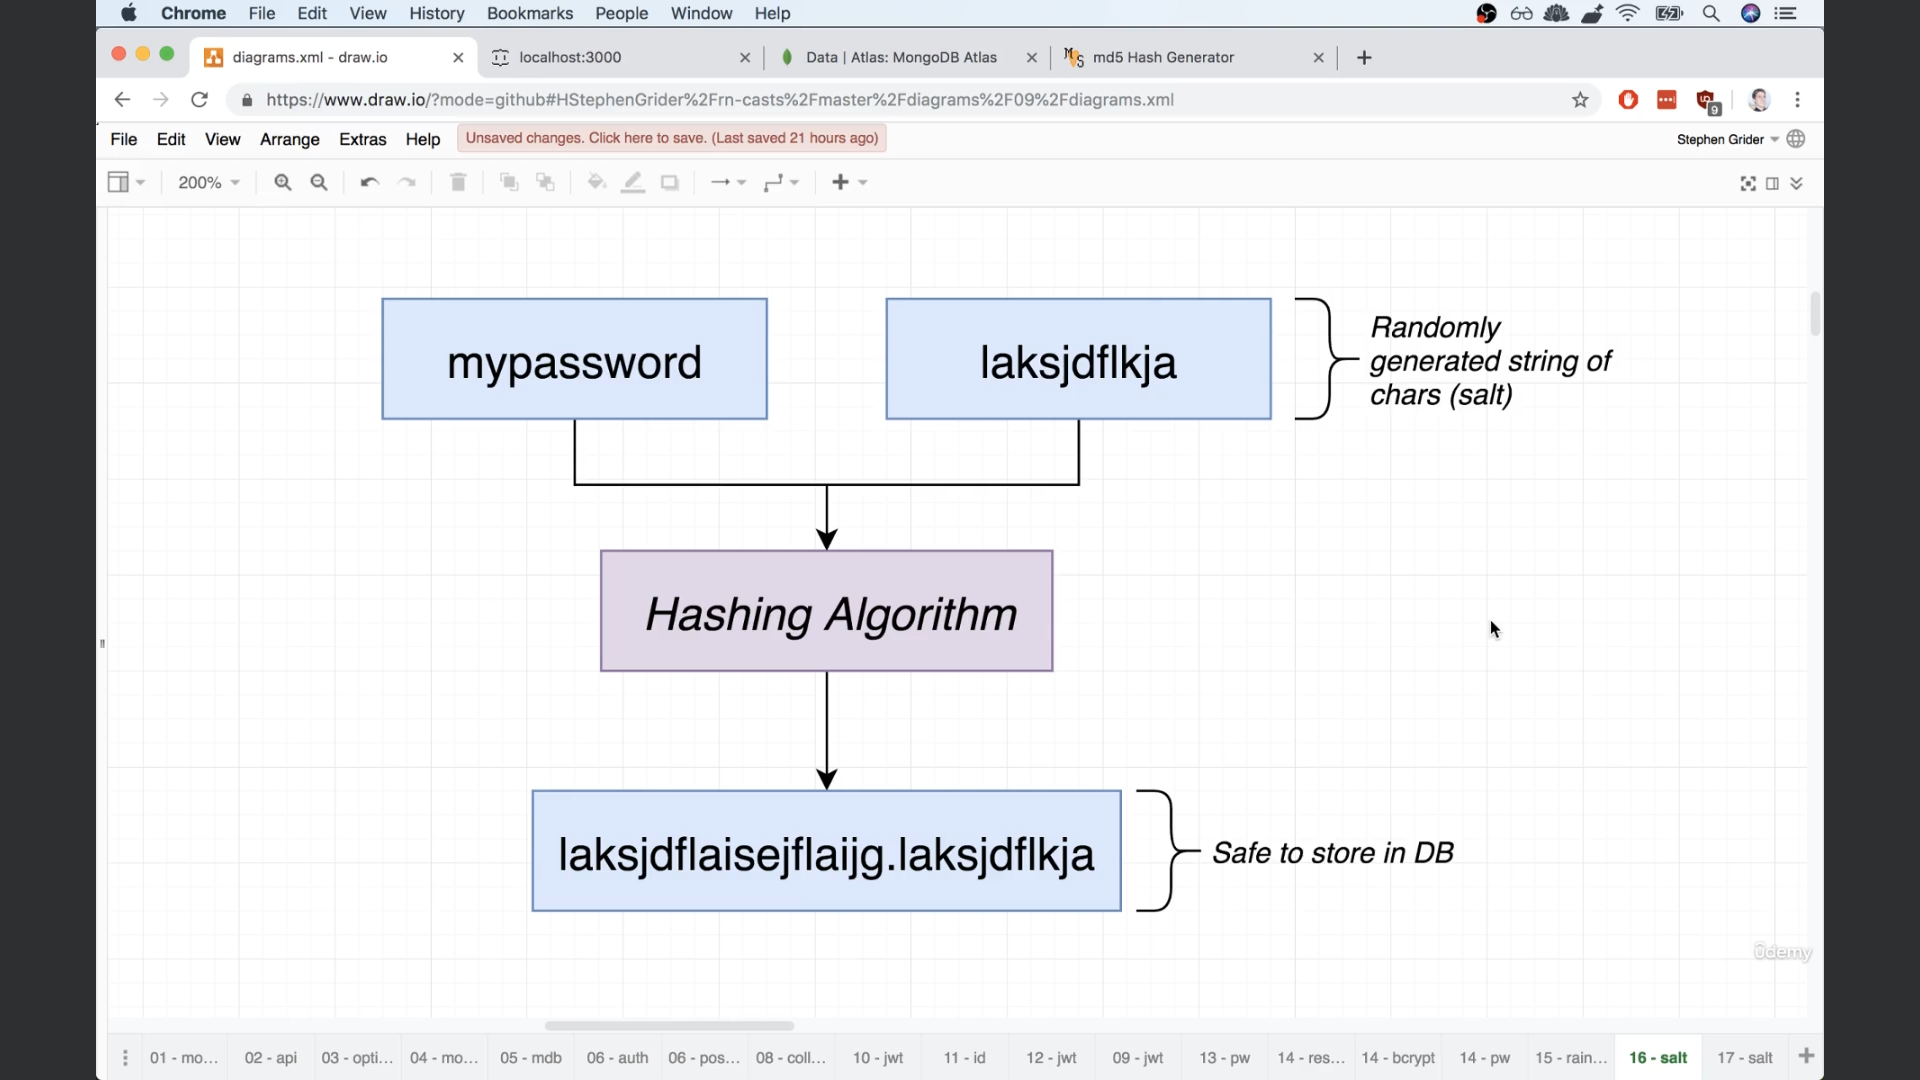 Chrome File Edit View History Bookmarks People Window Help
diagrams.xml - draw.io
localhost:3000
Data | Atlas: MongoDB Atlas
md5 Hash Generator
https://www.draw.io/?mode=github#HStephenGrider%2Frn-casts%2Fmaster%2Fdiagrams%2F09%2Fdiagrams.xml
9
File Edit View Arrange Extras Help
Unsaved changes. Click here to save. (Last saved 21 hours ago)
Stephen Grider
200%
mypassword
laksjdflkja
Randomly
generated string of
chars (salt)
Hashing Algorithm
laksjdflaisejflaijg.laksjdflkja
Safe to store in DB
ûdemy
01 - mo... 02 - api 03 - opti... 04 - mo... 05 - mdb 06 - auth 06 - pos... 08 - coll... 10 - jwt 11 - id 12 - jwt 09 - jwt 13 - pw 14 - res... 14 - bcrypt 14 - pw 15 - rain... 16 - salt 17 - salt